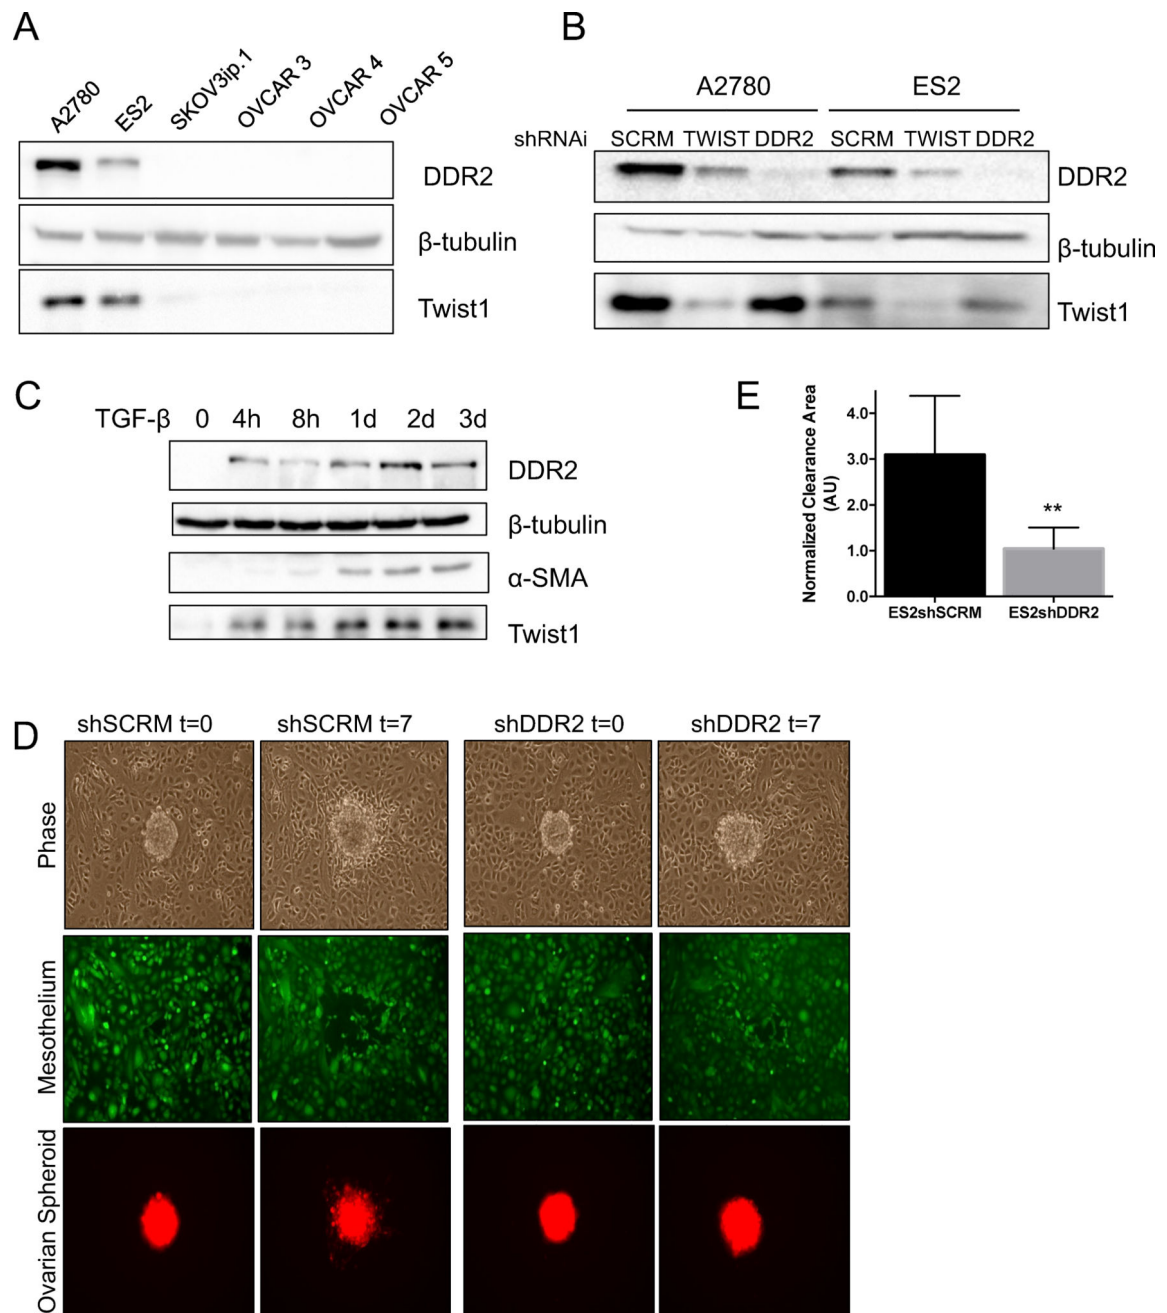 A
A2780 ES2 SKOV3ip.1 OVCAR 3 OVCAR 4 OVCAR 5
DDR2
β-tubulin
Twist1
B
A2780 ES2
shRNAi SCRM TWIST DDR2 SCRM TWIST DDR2
DDR2
β-tubulin
Twist1
C
TGF-β 0 4h 8h 1d 2d 3d
DDR2
β-tubulin
α-SMA
Twist1
E
Normalized Clearance Area
(AU)
4.0
3.0
2.0
1.0
0.0
**
ES2shSCRM ES2shDDR2
D
shSCRM t=0 shSCRM t=7 shDDR2 t=0 shDDR2 t=7
Phase
Mesothelium
Ovarian Spheroid